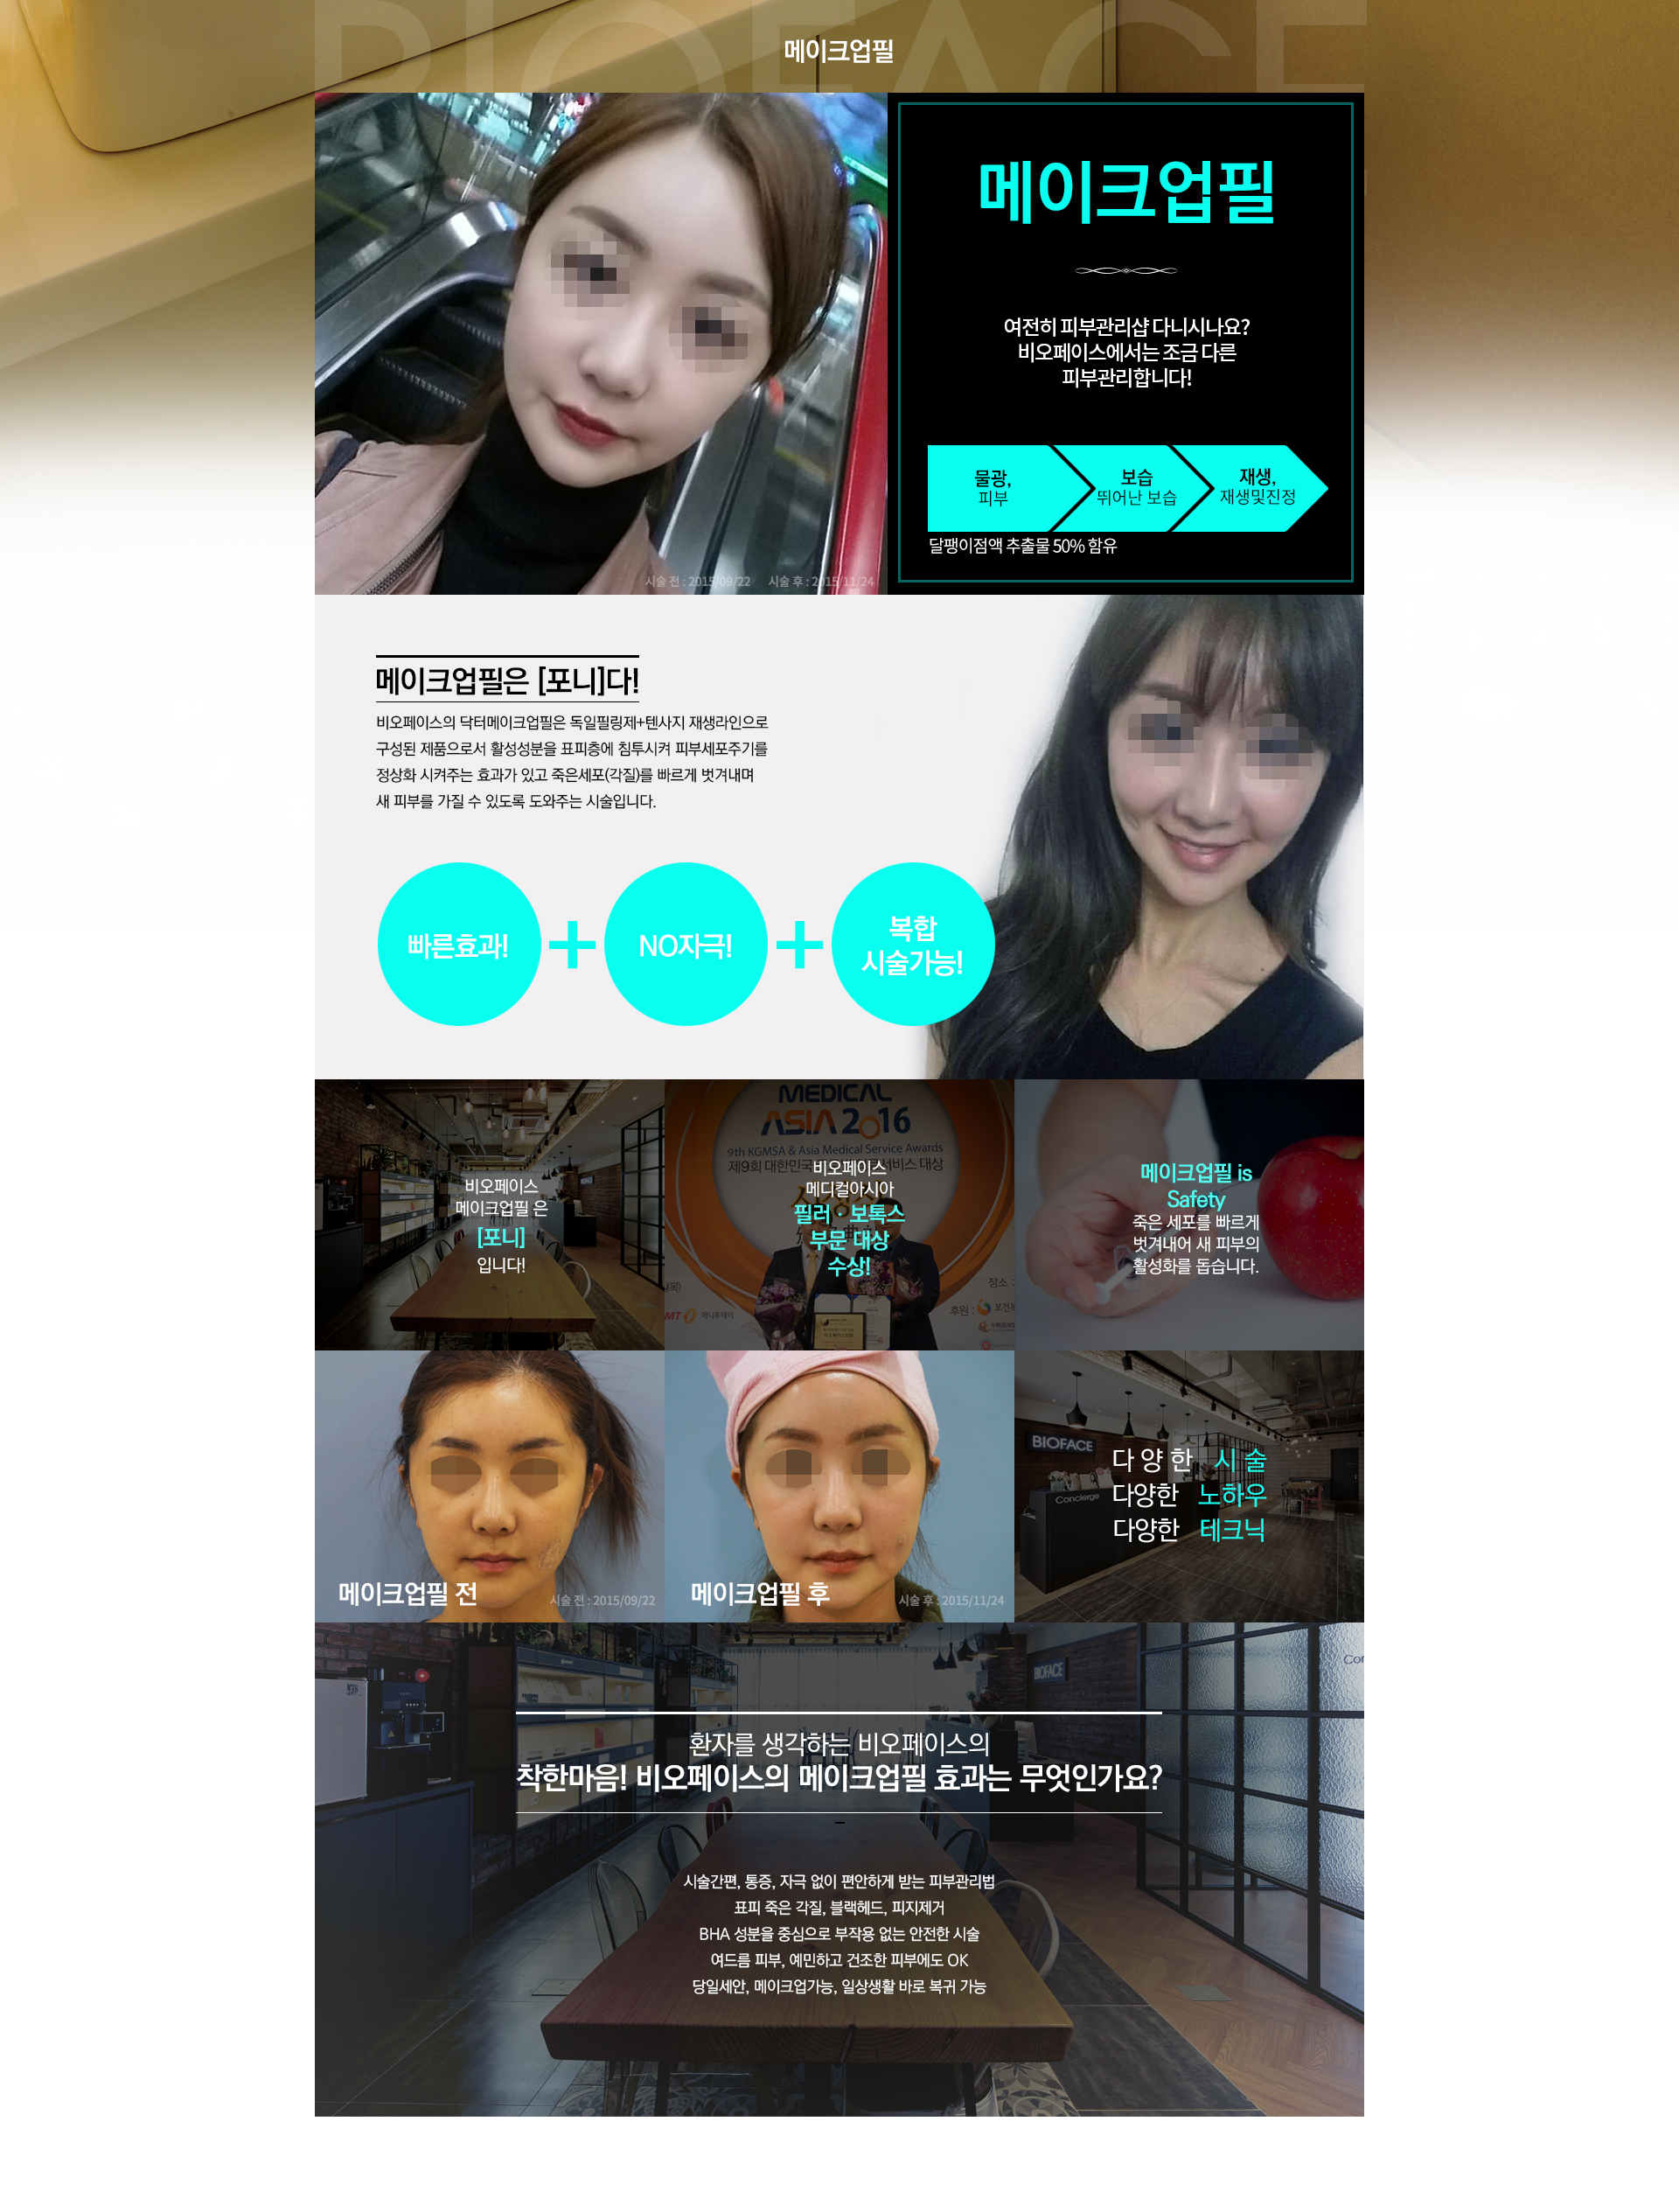 BIOFACE
메이크업필
메이크업필
여전히 피부관리샵 다니시나요?
비오페이스에서는 조금 다른
피부관리합니다!
물광,
피부
보습
뛰어난 보습
재생,
재생및진정
달팽이점액 추출물 50% 함유
시술 전 : 2015/09/22 시술 후 : 2015/11/24
메이크업필은 [포니]다!
비오페이스의 닥터메이크업필은 독일필링제+텐사지 재생라인으로
구성된 제품으로서 활성성분을 표피층에 침투시켜 피부세포주기를
정상화 시켜주는 효과가 있고 죽은세포(각질)를 빠르게 벗겨내며
새 피부를 가질 수 있도록 도와주는 시술입니다.
빠른효과!
NO자극!
복합
시술가능!
비오페이스
메이크업필 은
[포니]
입니다!
MEDICAL
ASIA 2016
9th KGMSA & Asia Medical Service Awards
제9회 대한민국 서비스 대상
비오페이스
메디컬아시아
필러 · 보톡스
부문 대상
수상!
장소 :
MT 머니투데이
후원 :
메이크업필 is
Safety
죽은 세포를 빠르게
벗겨내어 새 피부의
활성화를 돕습니다.
메이크업필 전
시술 전 : 2015/09/22
메이크업필 후
시술 후 : 2015/11/24
BIOFACE
Concierge
다 양 한 시 술
다양한 노하우
다양한 테크닉
BIOFACE
환자를 생각하는 비오페이스의
착한마음! 비오페이스의 메이크업필 효과는 무엇인가요?
시술간편, 통증, 자극 없이 편안하게 받는 피부관리법
표피 죽은 각질, 블랙헤드, 피지제거
BHA 성분을 중심으로 부작용 없는 안전한 시술
여드름 피부, 예민하고 건조한 피부에도 OK
당일세안, 메이크업가능, 일상생활 바로 복귀 가능